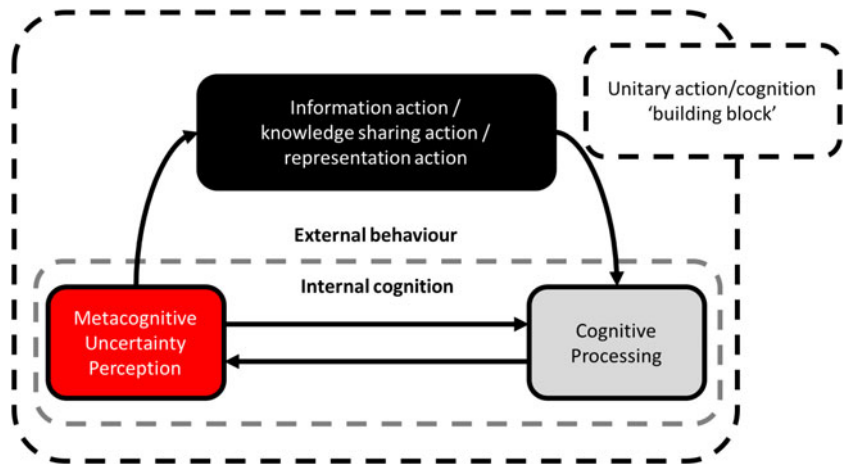 Unitary action/cognition
‘building block’
Information action /
knowledge sharing action /
representation action
External behaviour
Internal cognition
Metacognitive
Uncertainty
Perception
Cognitive
Processing